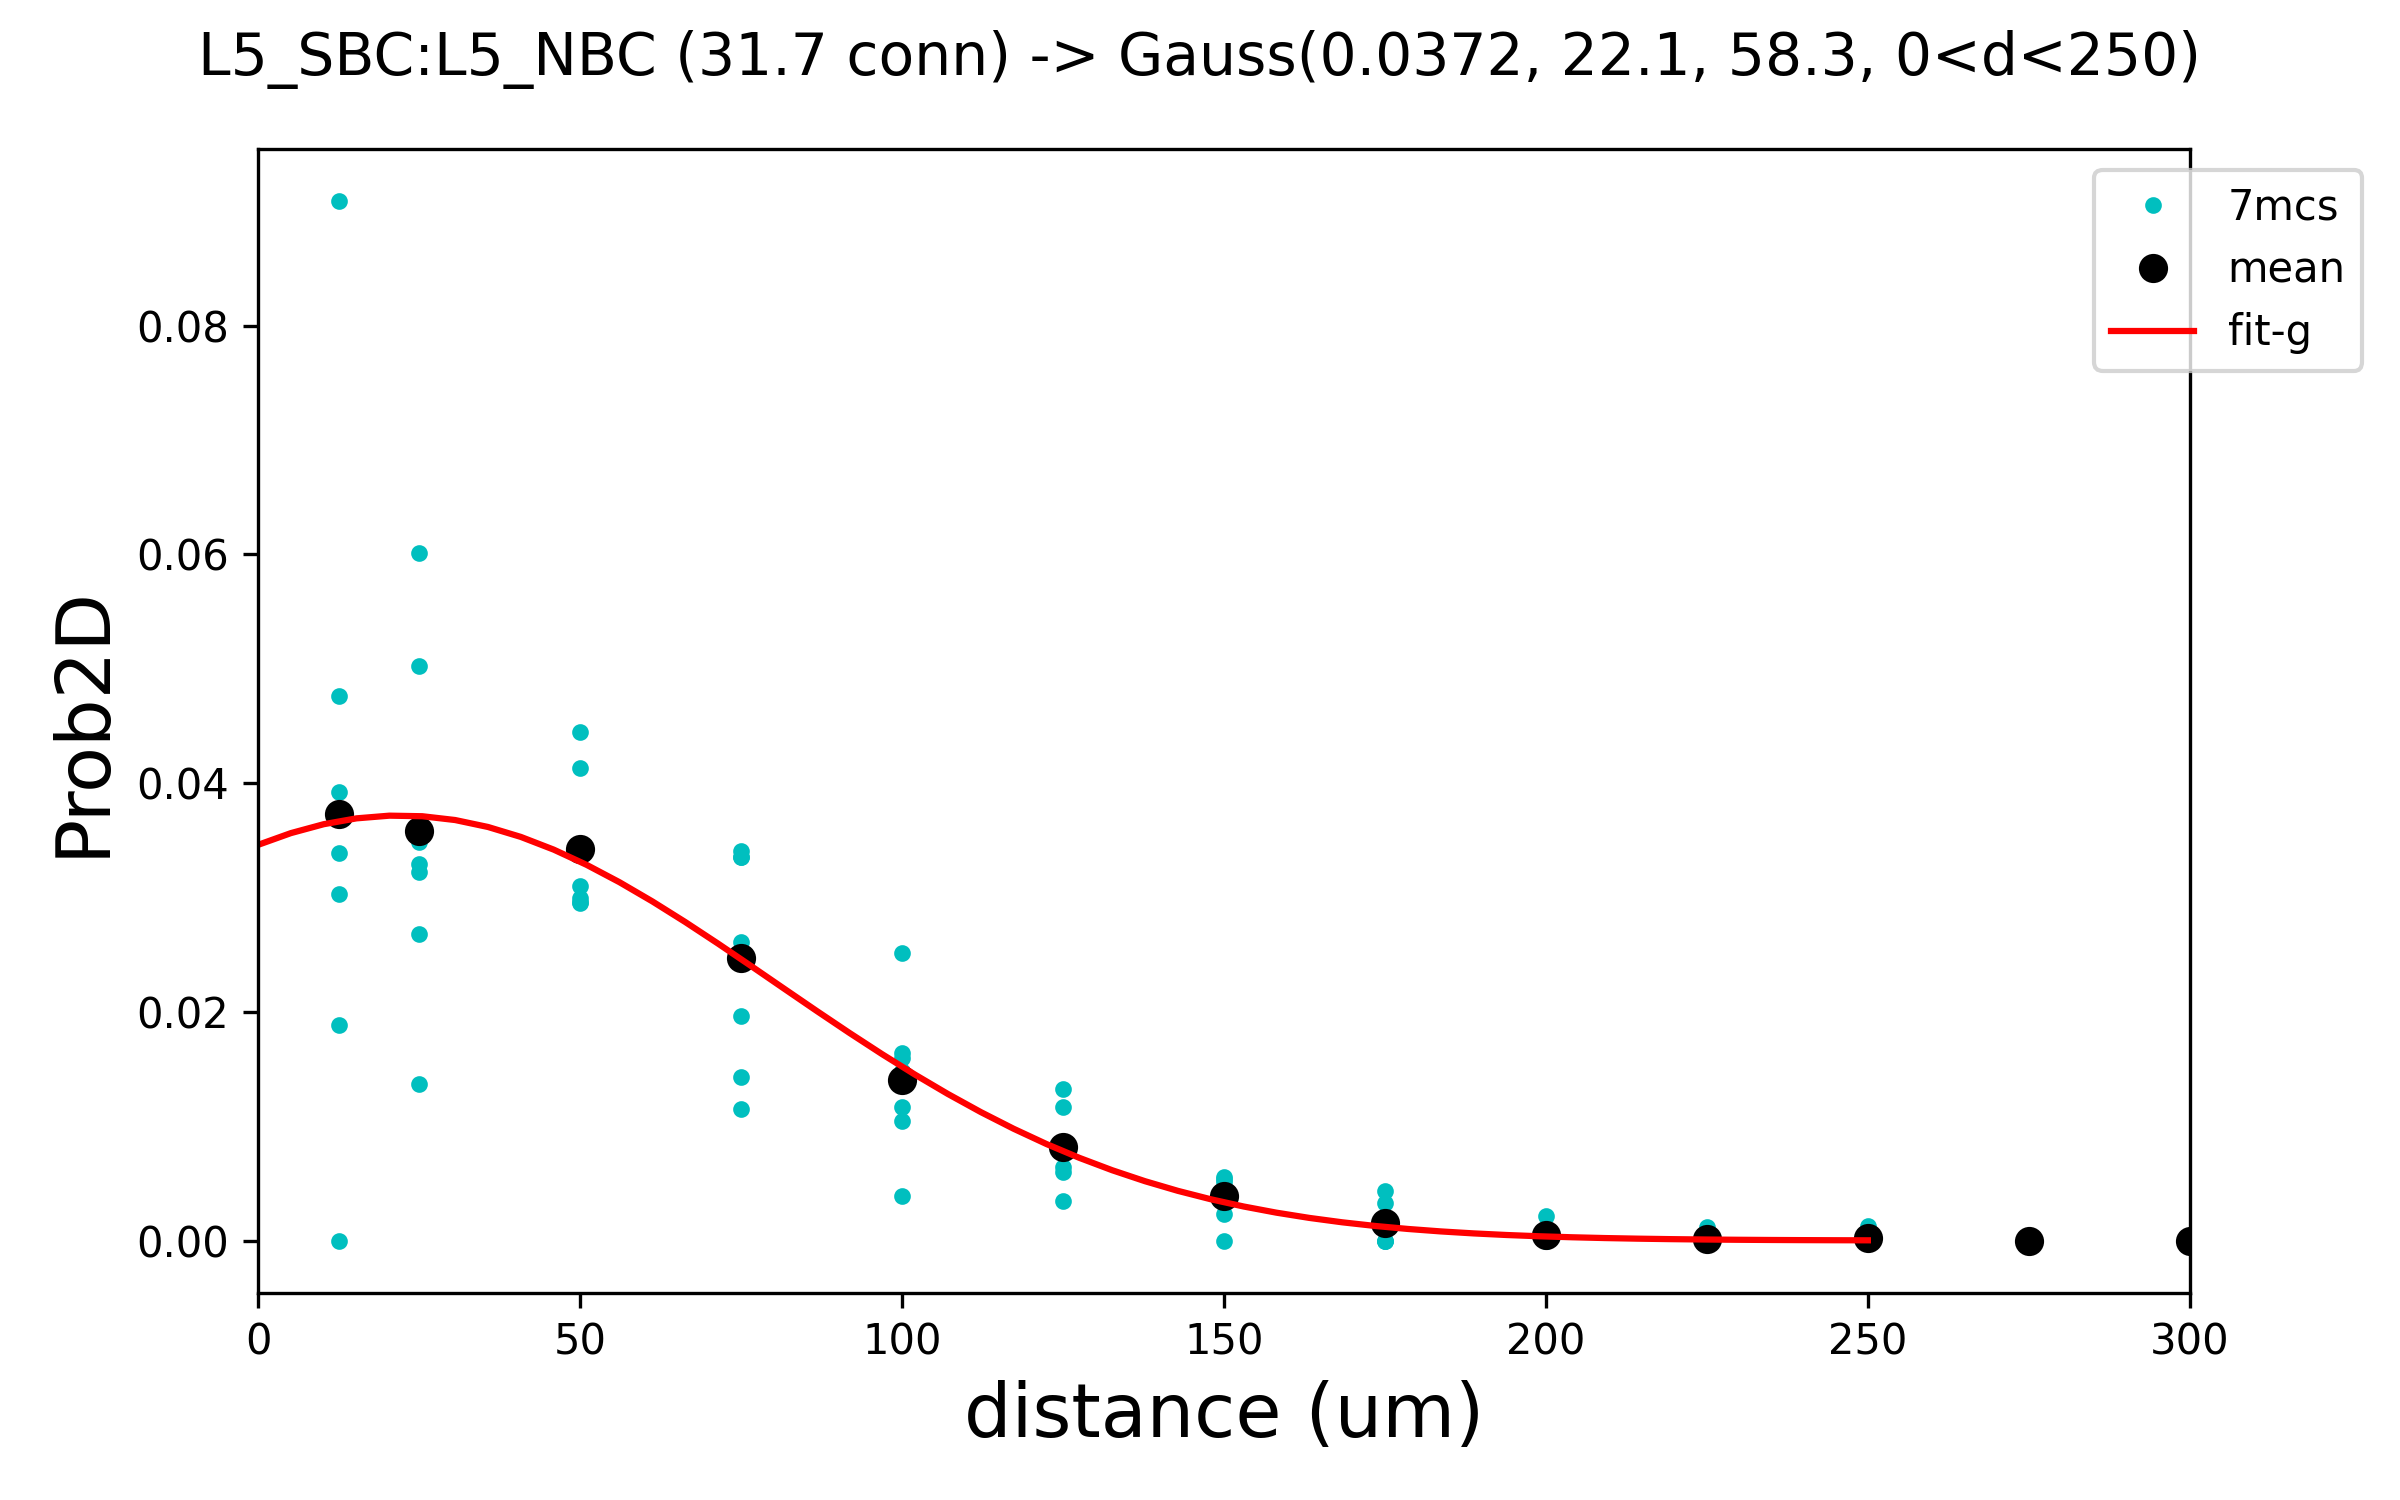 L5_SBC:L5_NBC (31.7 conn) -> Gauss(0.0372, 22.1, 58.3, 0<d<250)
7mcs
mean
fit-g
Prob2D
0.08
0.06
0.04
0.02
0.00
0 50 100 150 200 250 300
distance (um)